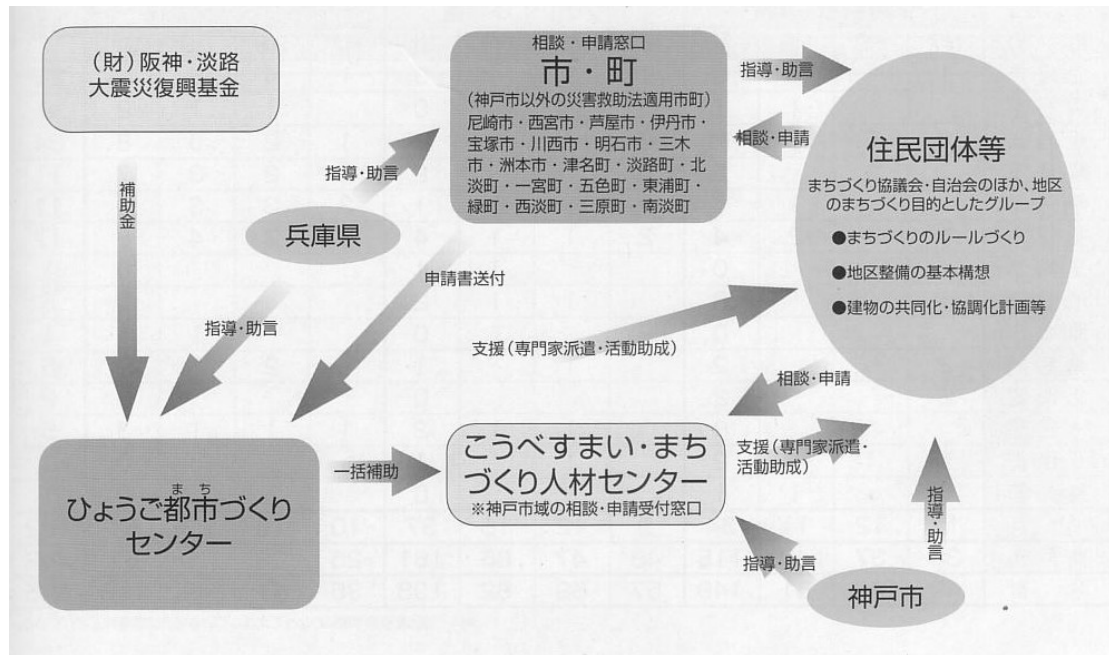 (財)阪神・淡路
大震災復興基金
相談・申請窓口
市・町
(神戸市以外の災害救助法適用市町)
尼崎市・西宮市・芦屋市・伊丹市・
宝塚市・川西市・明石市・三木
市・洲本市・津名町・淡路町・北
淡町・一宮町・五色町・東浦町・
緑町・西淡町・三原町・南淡町
指導・助言
相談・申請
住民団体等
まちづくり協議会・自治会のほか、地区
のまちづくり目的としたグループ
●まちづくりのルールづくり
●地区整備の基本構想
●建物の共同化・協調化計画等
補助金
指導・助言
兵庫県
指導・助言
申請書送付
支援(専門家派遣・活動助成)
相談・申請
支援(専門家派遣・
活動助成)
ひょうご都市づくり
まち
センター
一括補助
こうべすまい・まち
づくり人材センター
※神戸市域の相談・申請受付窓口
指導・助言
指導・助言
神戸市